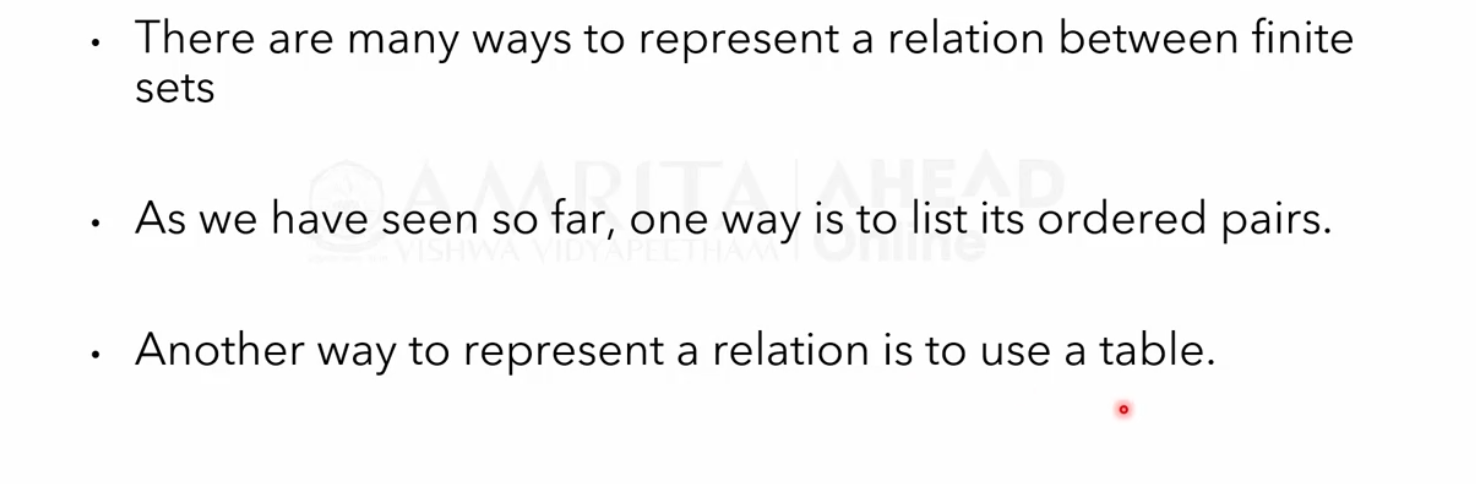 • There are many ways to represent a relation between finite
sets
AMRITA | AHEAD
VISHWA VIDYAPEETHAM | Online
• As we have seen so far, one way is to list its ordered pairs.
• Another way to represent a relation is to use a table.